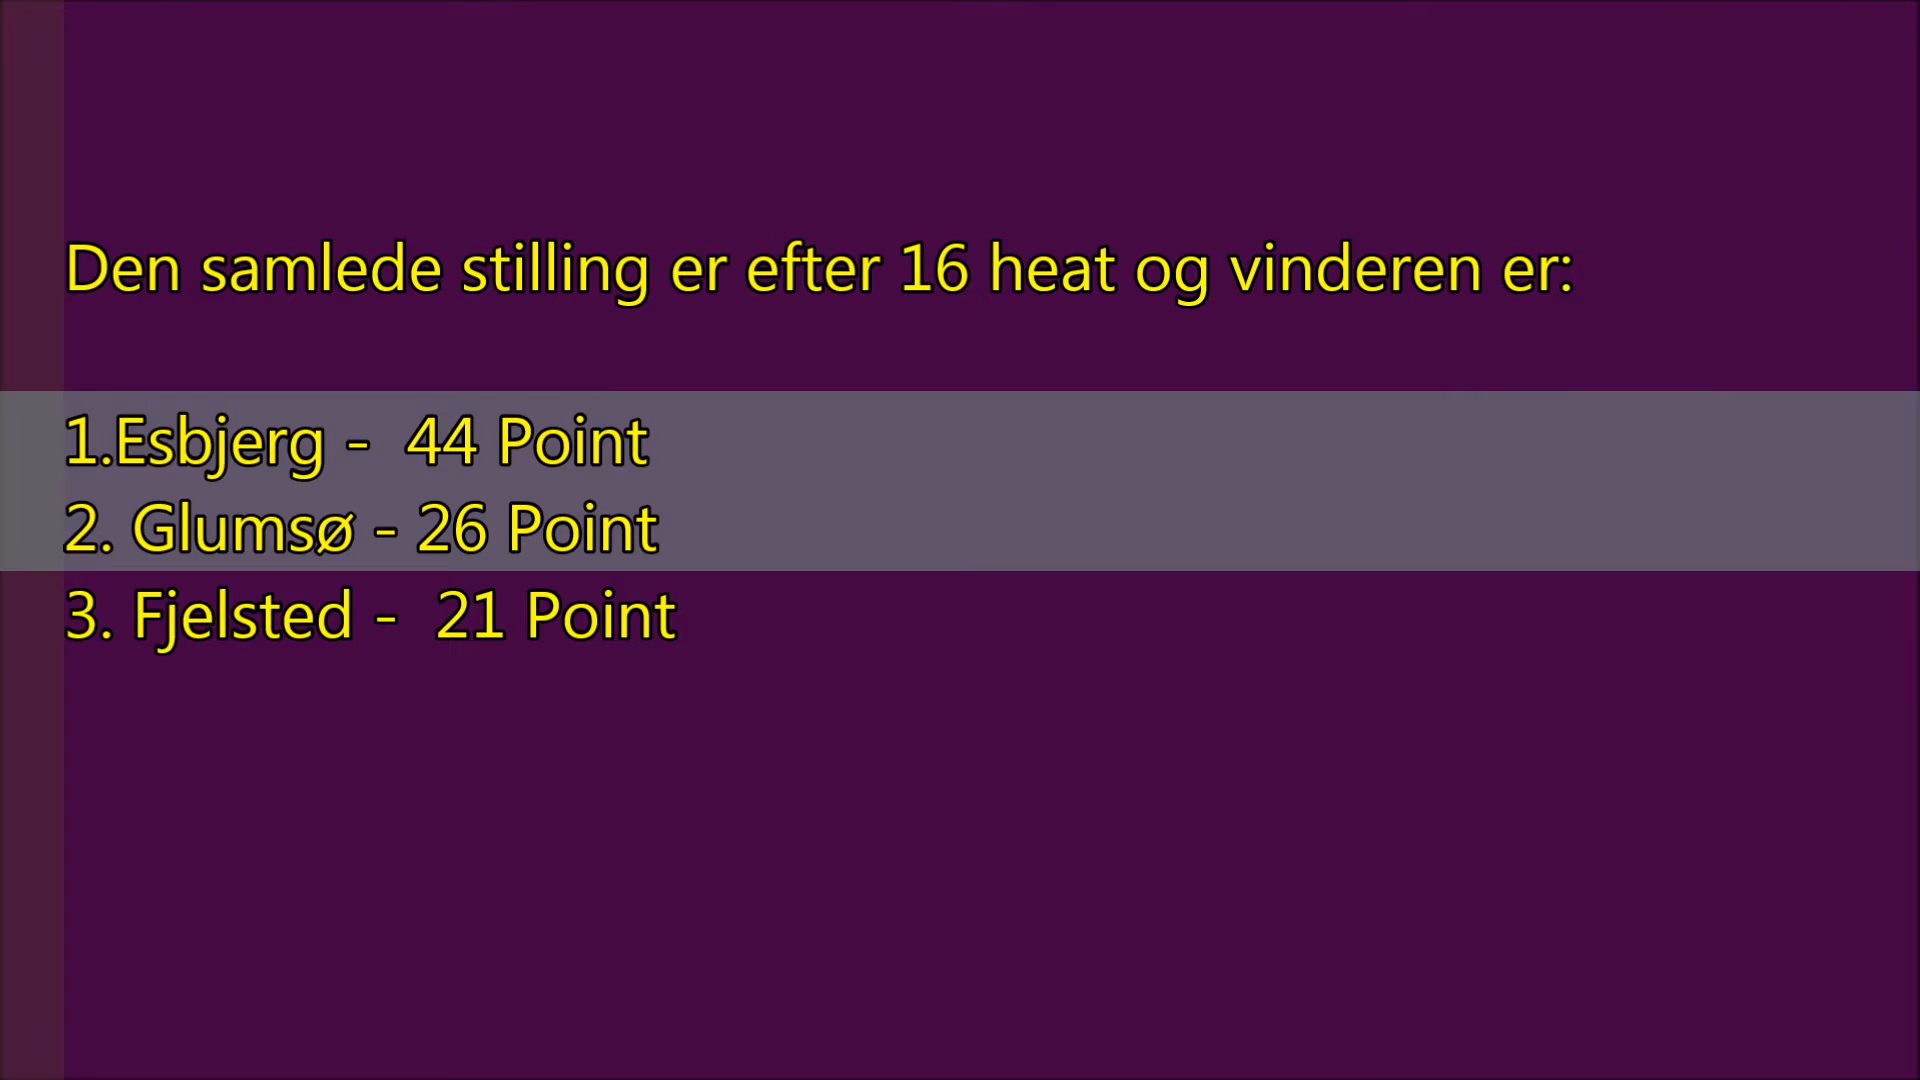 Den samlede stilling er efter 16 heat og vinderen er:
1.Esbjerg -  44 Point
2. Glumsø - 26 Point
3. Fjelsted -  21 Point